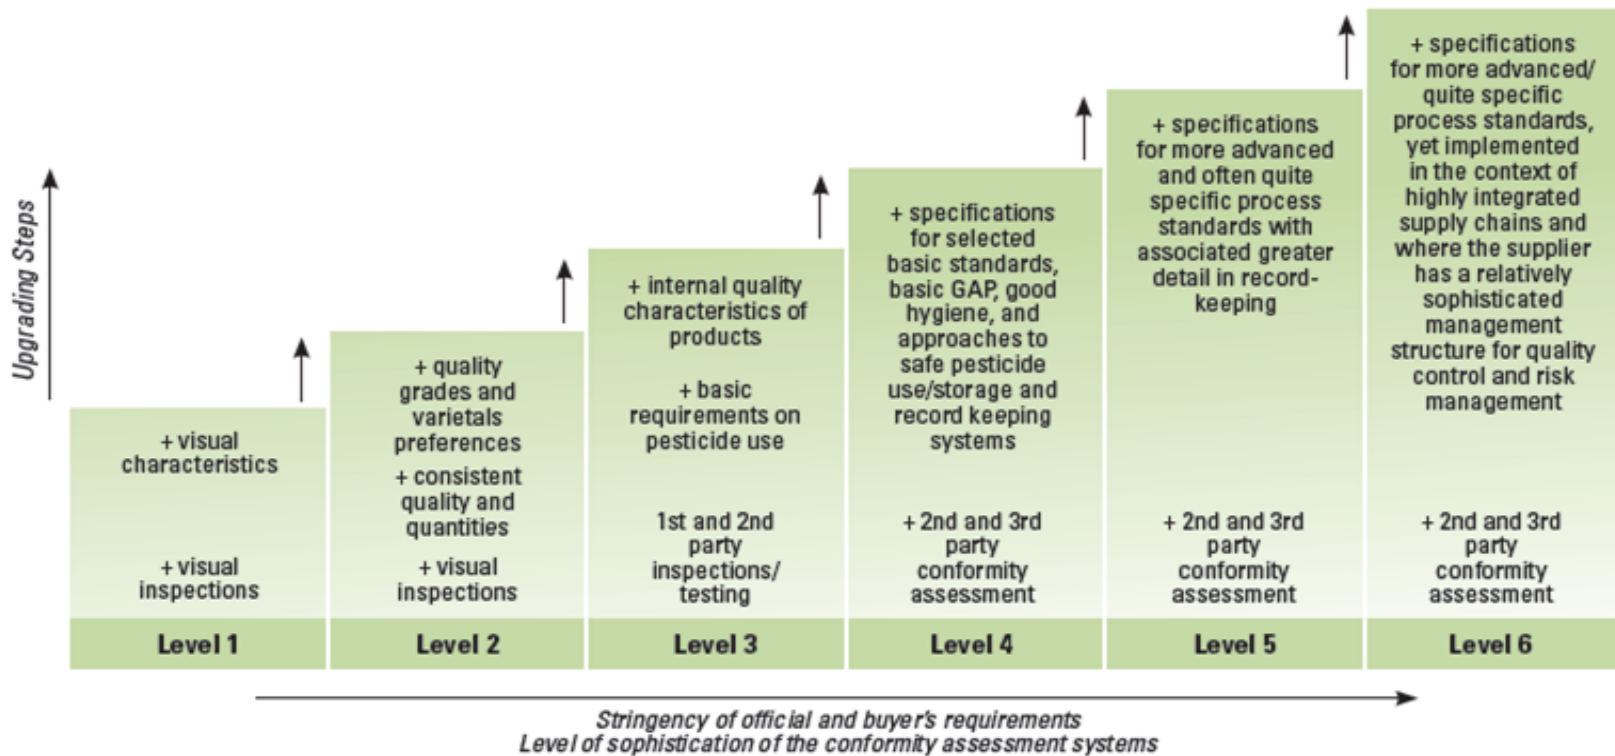 Upgrading Steps
+ visual
characteristics
+ visual
inspections
Level 1
+ quality
grades and
varietals
preferences
+ consistent
quality and
quantities
+ visual
inspections
Level 2
+ internal quality
characteristics of
products
+ basic
requirements on
pesticide use
1st and 2nd
party
inspections/
testing
Level 3
+ specifications
for selected
basic standards,
basic GAP, good
hygiene, and
approaches to
safe pesticide
use/storage and
record keeping
systems
+ 2nd and 3rd
party
conformity
assessment
Level 4
+ specifications
for more advanced
and often quite
specific process
standards with
associated greater
detail in record-
keeping
+ 2nd and 3rd
party
conformity
assessment
Level 5
+ specifications
for more advanced/
quite specific
process standards,
yet implemented
in the context of
highly integrated
supply chains and
where the supplier
has a relatively
sophisticated
management
structure for quality
control and risk
management
+ 2nd and 3rd
party
conformity
assessment
Level 6
Stringency of official and buyer's requirements
Level of sophistication of the conformity assessment systems